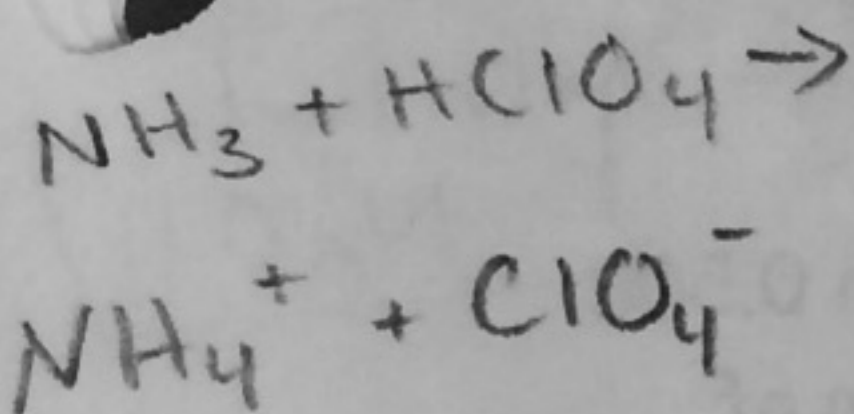 NH₃ + HClO₄ →
NH₄⁺ + ClO₄⁻